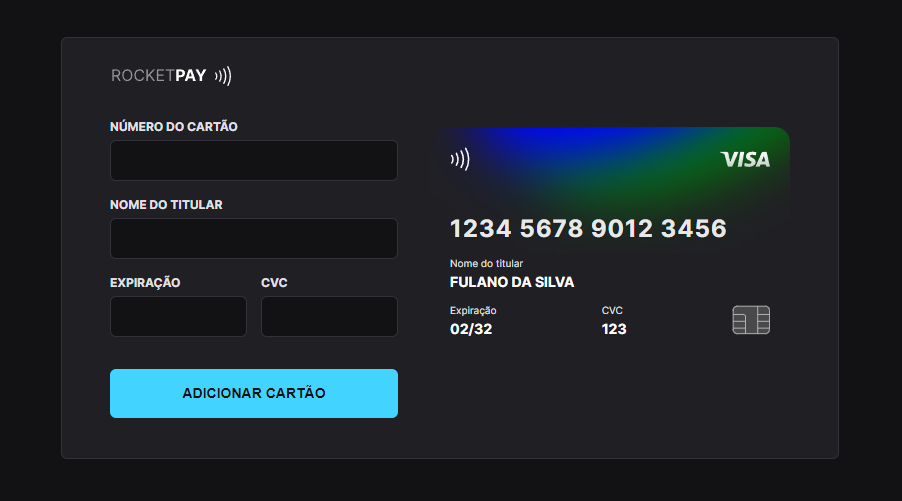 ROCKETPAY
NÚMERO DO CARTÃO
NOME DO TITULAR
EXPIRAÇÃO CVC
ADICIONAR CARTÃO
VISA
1234 5678 9012 3456
Nome do titular
FULANO DA SILVA
Expiração CVC
02/32 123